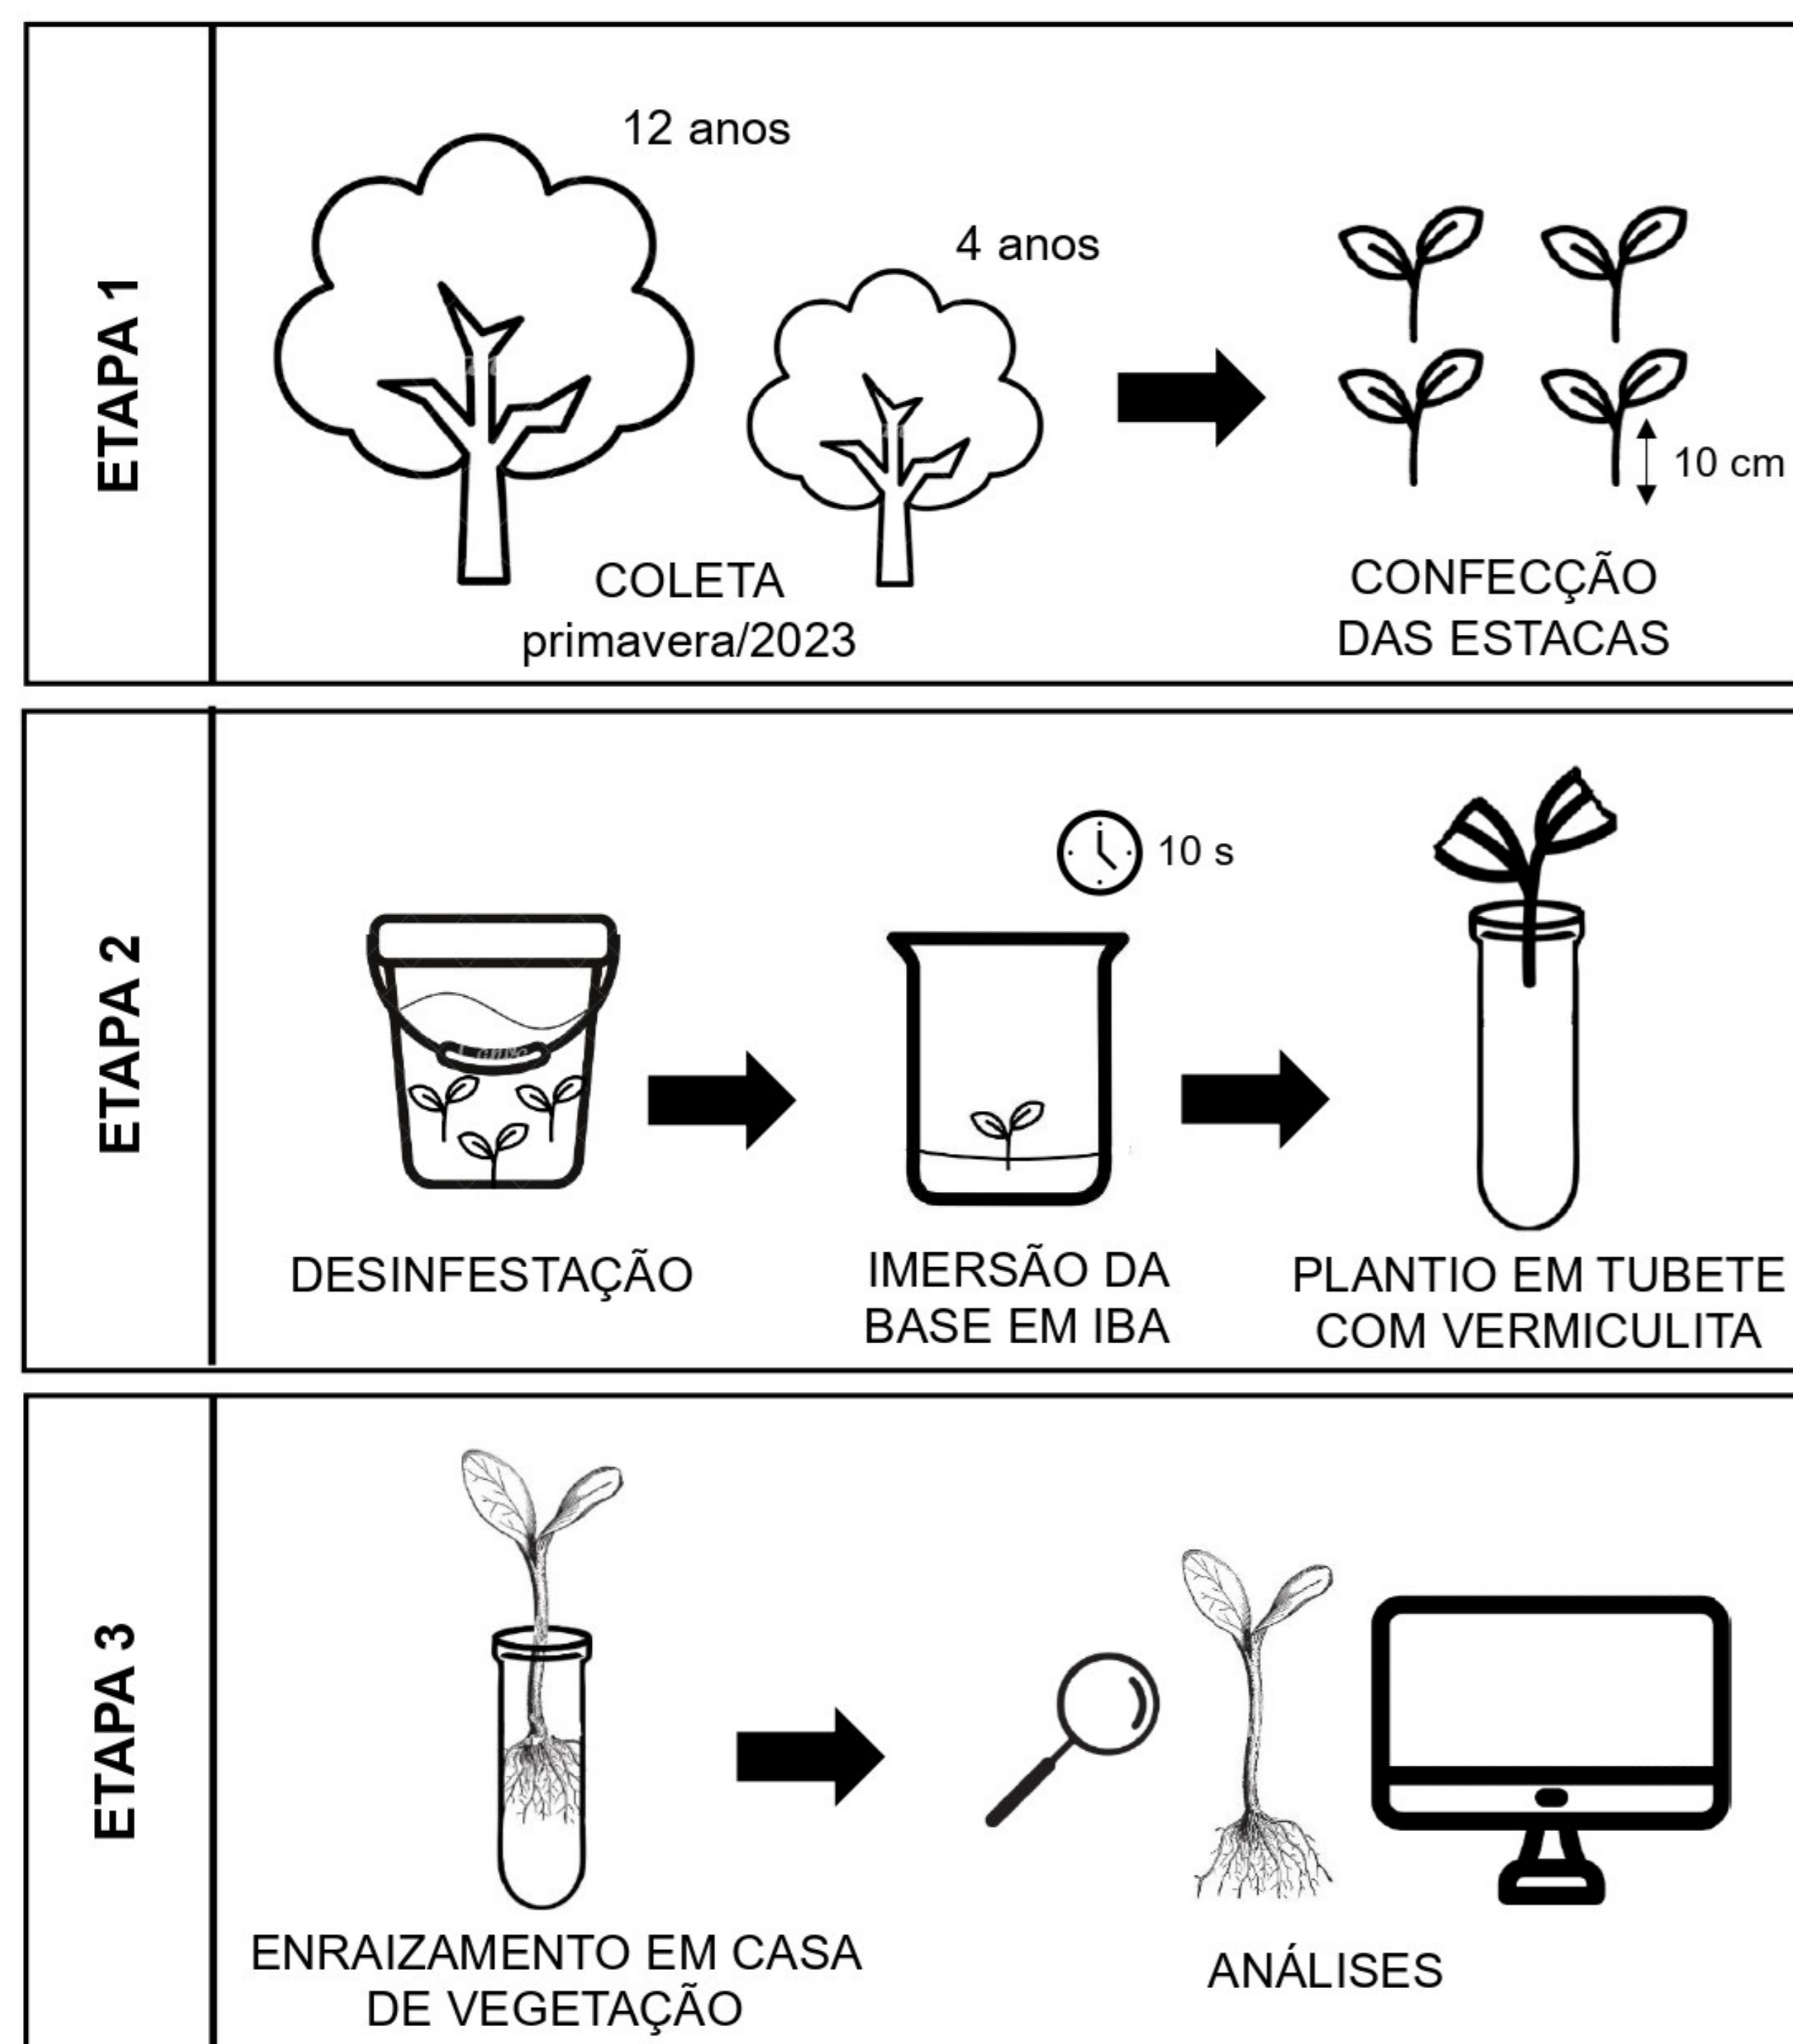 ETAPA 1
12 anos
4 anos
10 cm
COLETA
primavera/2023
CONFECÇÃO
DAS ESTACAS
ETAPA 2
10 s
Canva
DESINFESTAÇÃO
IMERSÃO DA
BASE EM IBA
PLANTIO EM TUBETE
COM VERMICULITA
ETAPA 3
ENRAIZAMENTO EM CASA
DE VEGETAÇÃO
ANÁLISES